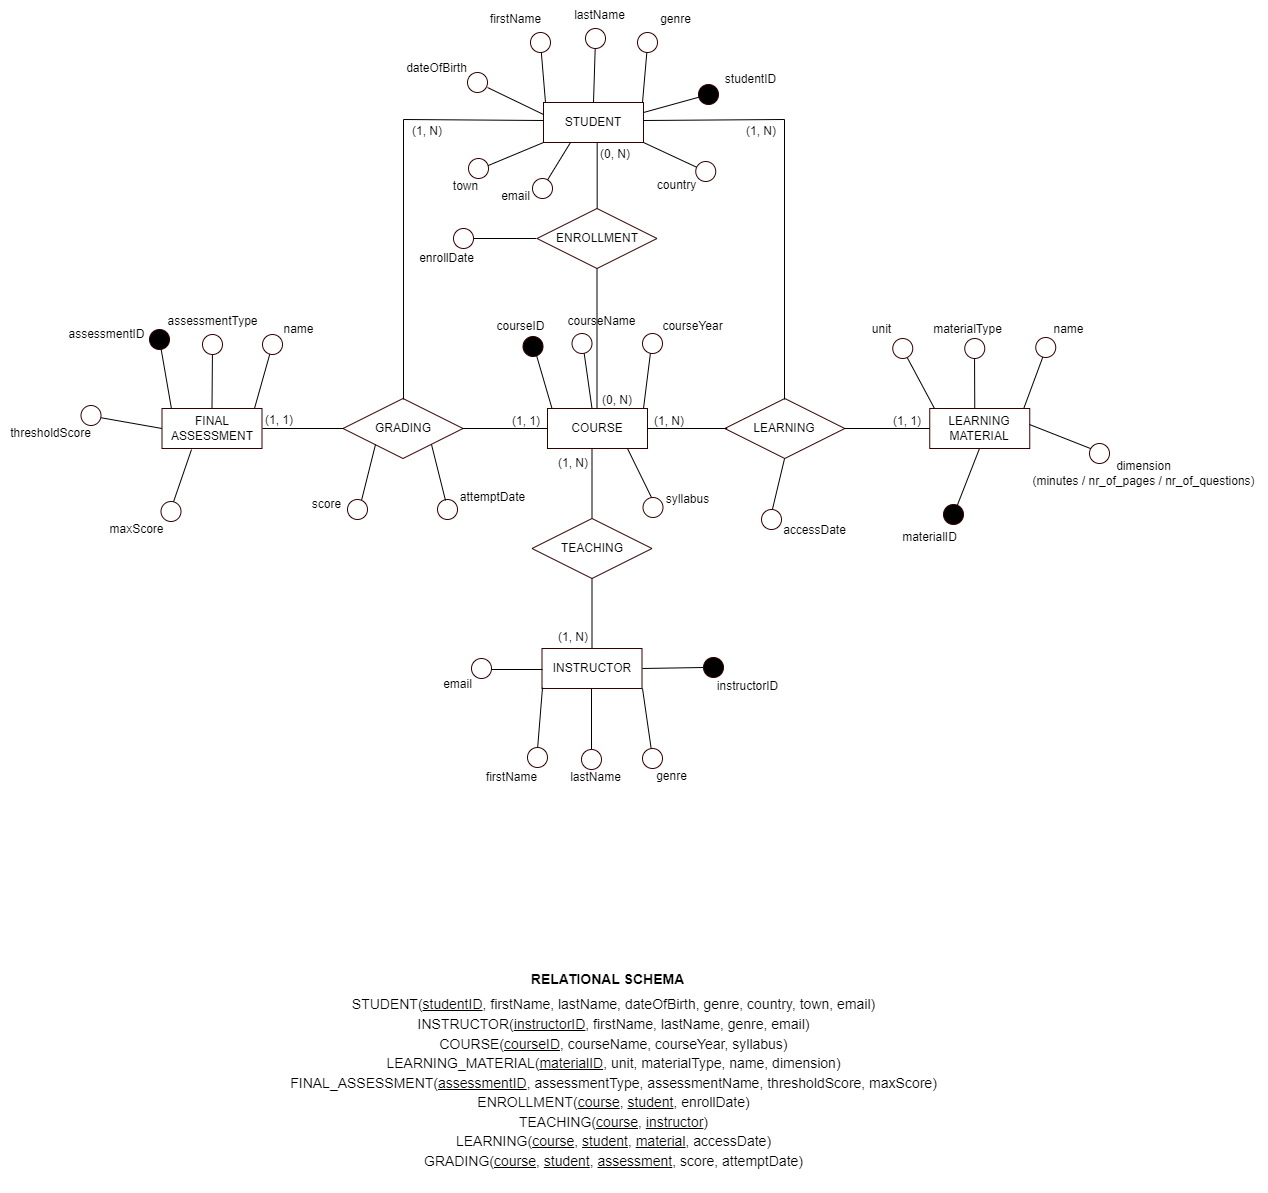 lastName
firstName
genre
dateOfBirth
studentID
STUDENT
(1, N)
(1, N)
(0, N)
town
email
country
ENROLLMENT
enrollDate
assessmentID
assessmentType
name
courseID
courseName
courseYear
unit
materialType
name
thresholdScore
FINAL
ASSESSMENT
(1, 1)
GRADING
(1, 1)
(0, N)
COURSE
(1, N)
LEARNING
(1, 1)
LEARNING
MATERIAL
(1, N)
dimension
(minutes / nr_of_pages / nr_of_questions)
maxScore
score
attemptDate
syllabus
accessDate
materialID
TEACHING
(1, N)
INSTRUCTOR
email
instructorID
firstName
lastName
genre
RELATIONAL SCHEMA
STUDENT(studentID, firstName, lastName, dateOfBirth, genre, country, town, email)
INSTRUCTOR(instructorID, firstName, lastName, genre, email)
COURSE(courseID, courseName, courseYear, syllabus)
LEARNING_MATERIAL(materialID, unit, materialType, name, dimension)
FINAL_ASSESSMENT(assessmentID, assessmentType, assessmentName, thresholdScore, maxScore)
ENROLLMENT(course, student, enrollDate)
TEACHING(course, instructor)
LEARNING(course, student, material, accessDate)
GRADING(course, student, assessment, score, attemptDate)